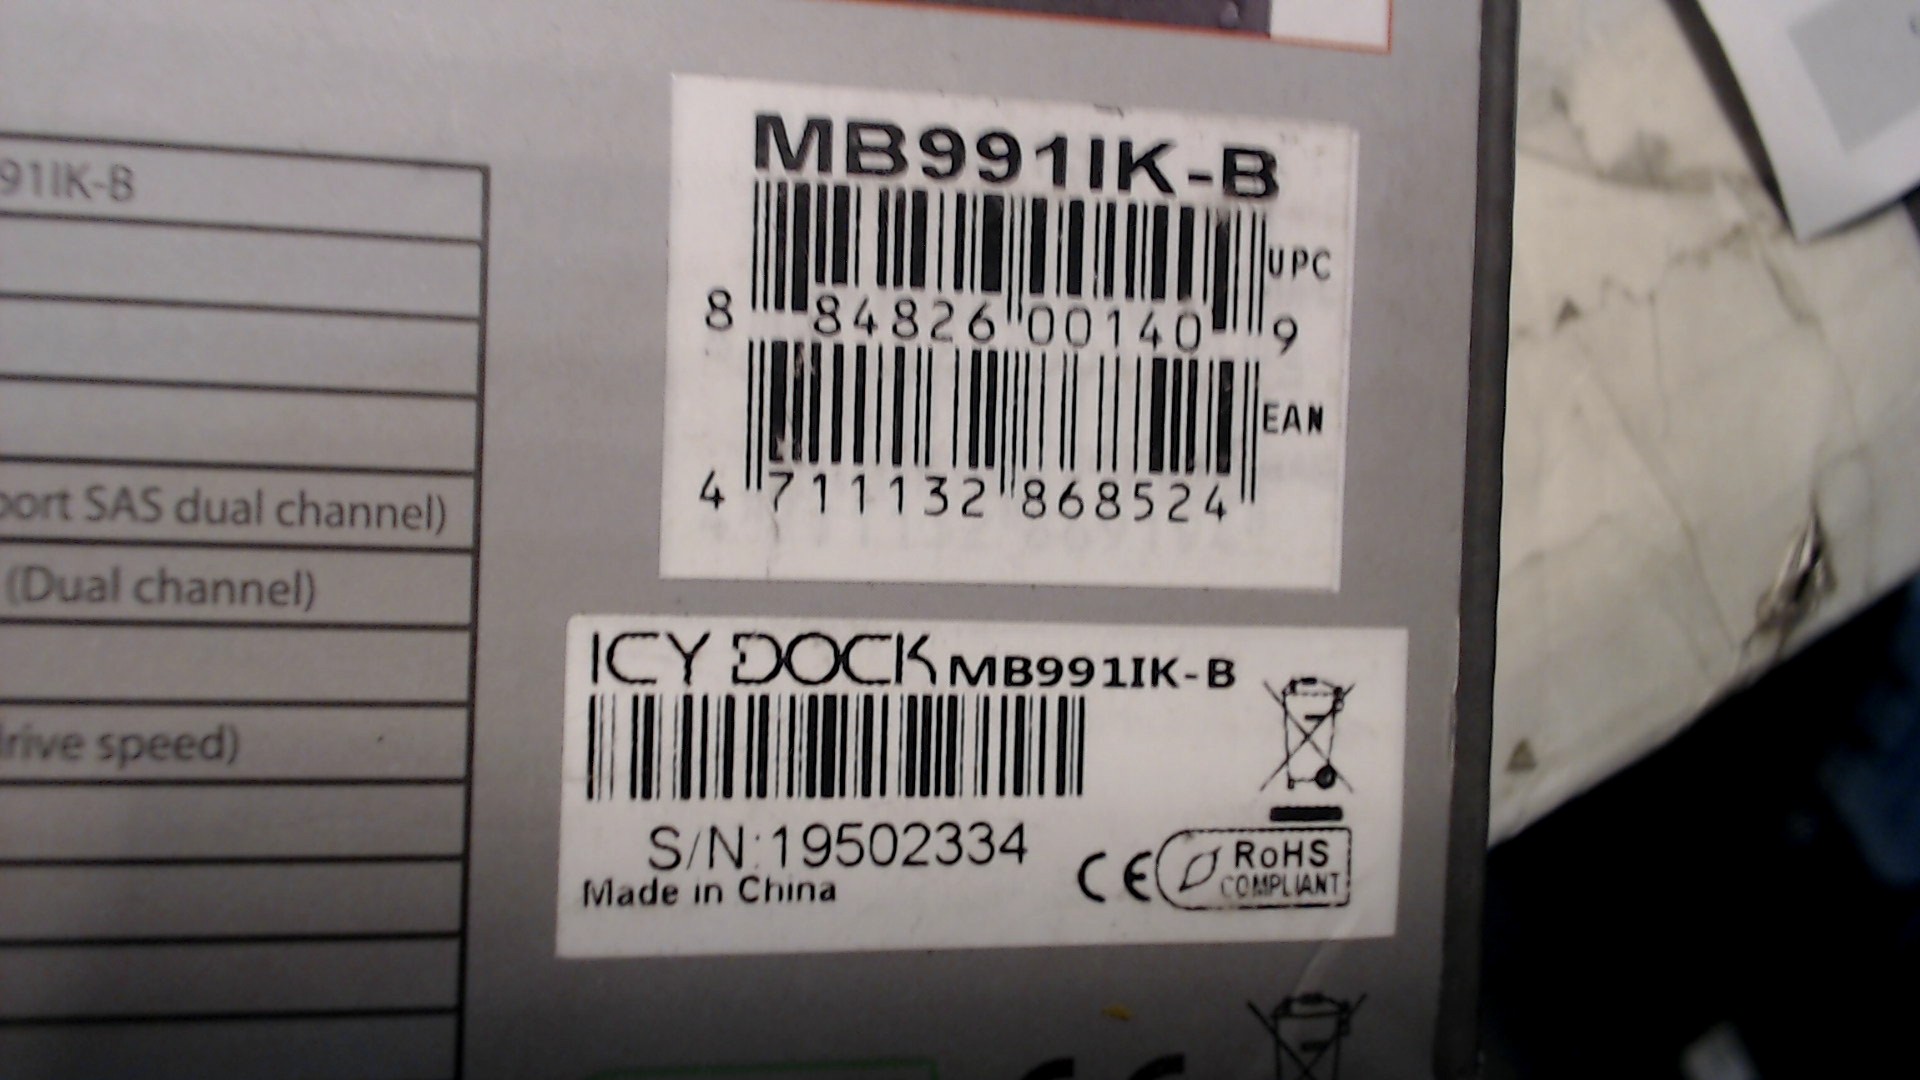 91IK-B
port SAS dual channel)
(Dual channel)
drive speed)
MB991IK-B
UPC
8 84826 00140 9
EAN
4 711132 868524
ICY DOCK MB991IK-B
S/N:19502334
Made in China
CE
RoHS
COMPLIANT
CE